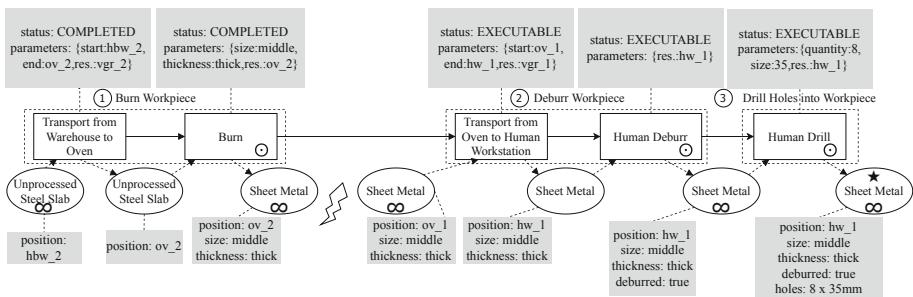 status: COMPLETED
parameters: {start:hbw_2,
end:ov_2,res.:vgr_2}
status: COMPLETED
parameters: {size:middle,
thickness:thick,res.:ov_2}
status: EXECUTABLE
parameters: {start:ov_1,
end:hw_1,res.:vgr_1}
status: EXECUTABLE
parameters: {res.:hw_1}
status: EXECUTABLE
parameters:{quantity:8,
size:35,res.:hw_1}
1 Burn Workpiece
2 Deburr Workpiece
3 Drill Holes into Workpiece
Transport from
Warehouse to
Oven
Burn
Transport from
Oven to Human
Workstation
Human Deburr
Human Drill
Unprocessed
Steel Slab
∞
Unprocessed
Steel Slab
Sheet Metal
∞
Sheet Metal
∞
Sheet Metal
Sheet Metal
∞
★
Sheet Metal
∞
position:
hbw_2
position: ov_2
position: ov_2
size: middle
thickness: thick
position: ov_1
size: middle
thickness: thick
position: hw_1
size: middle
thickness: thick
position: hw_1
size: middle
thickness: thick
deburred: true
position: hw_1
size: middle
thickness: thick
deburred: true
holes: 8 x 35mm